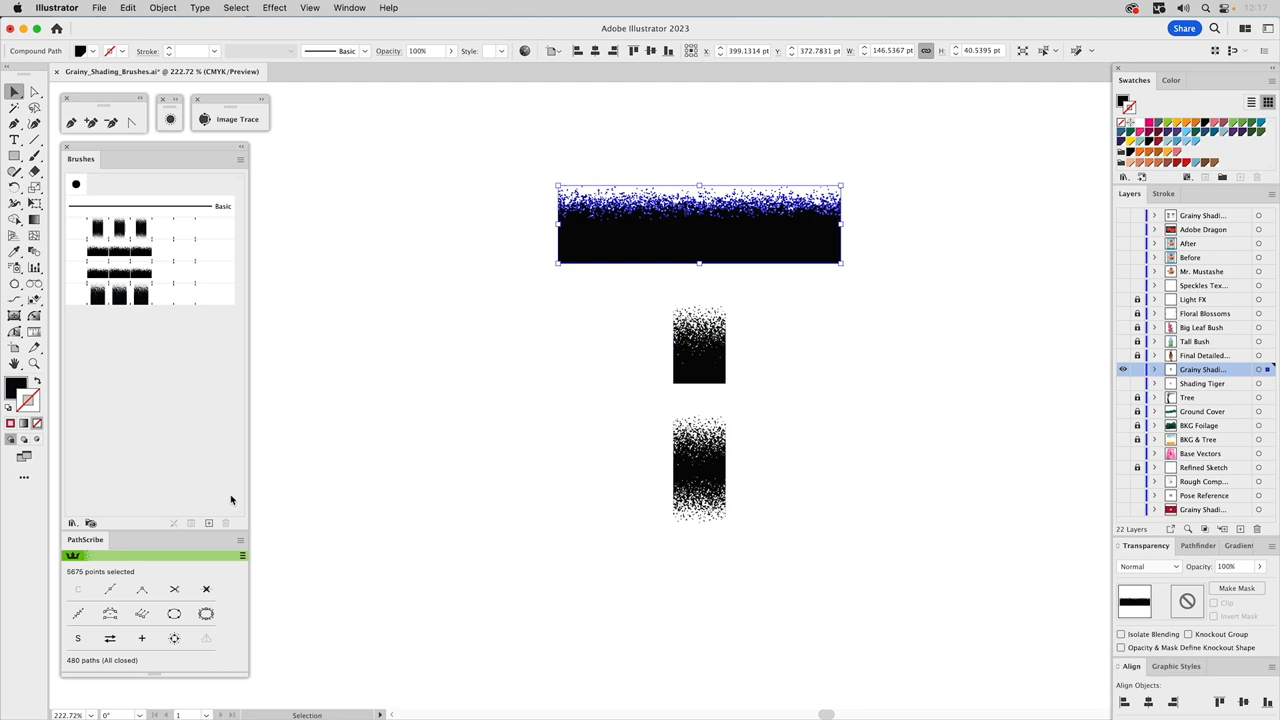 Illustrator File Edit Object Type Select Effect View Window Help 12:17
Adobe Illustrator 2023
Share
Compound Path Stroke: Basic Opacity: 100% Style: X: 399.1314 pt Y: 372.7831 pt W: 146.5367 pt H: 40.5395 pt
× Grainy_Shading_Brushes.ai* @ 222.72 % (CMYK/Preview)
Image Trace
Brushes
Basic
PathScribe
5675 points selected
480 paths (All closed)
222.72% 0° 1 Selection
Swatches Color
Layers Stroke
Grainy Shadi...
Adobe Dragon
After
Before
Mr. Mustashe
Speckles Tex...
Light FX
Floral Blossoms
Big Leaf Bush
Tall Bush
Final Detailed...
Grainy Shadi...
Shading Tiger
Tree
Ground Cover
BKG Foilage
BKG & Tree
Base Vectors
Refined Sketch
Rough Comp...
Pose Reference
Grainy Shadi...
22 Layers
Transparency Pathfinder Gradien
Normal Opacity: 100%
Make Mask
Clip
Invert Mask
Isolate Blending Knockout Group
Opacity & Mask Define Knockout Shape
Align Graphic Styles
Align Objects: